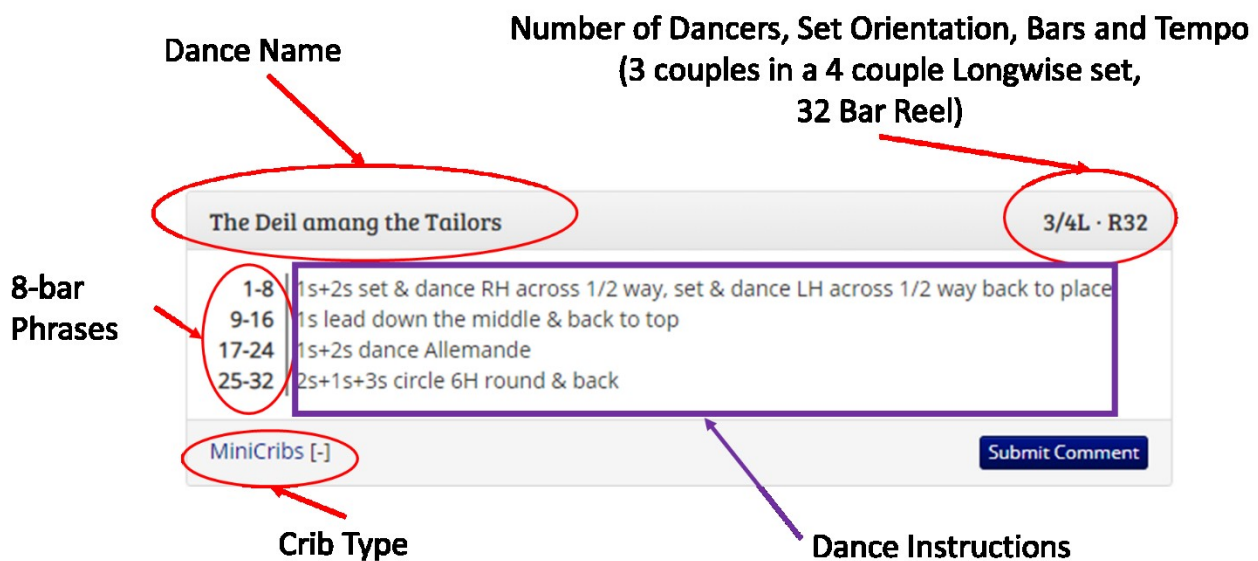 Dance Name
Number of Dancers, Set Orientation, Bars and Tempo
(3 couples in a 4 couple Longwise set,
32 Bar Reel)
The Deil amang the Tailors
3/4L · R32
8-bar
Phrases
1-8 1s+2s set & dance RH across 1/2 way, set & dance LH across 1/2 way back to place
9-16 1s lead down the middle & back to top
17-24 1s+2s dance Allemande
25-32 2s+1s+3s circle 6H round & back
MiniCribs [-]
Submit Comment
Crib Type
Dance Instructions